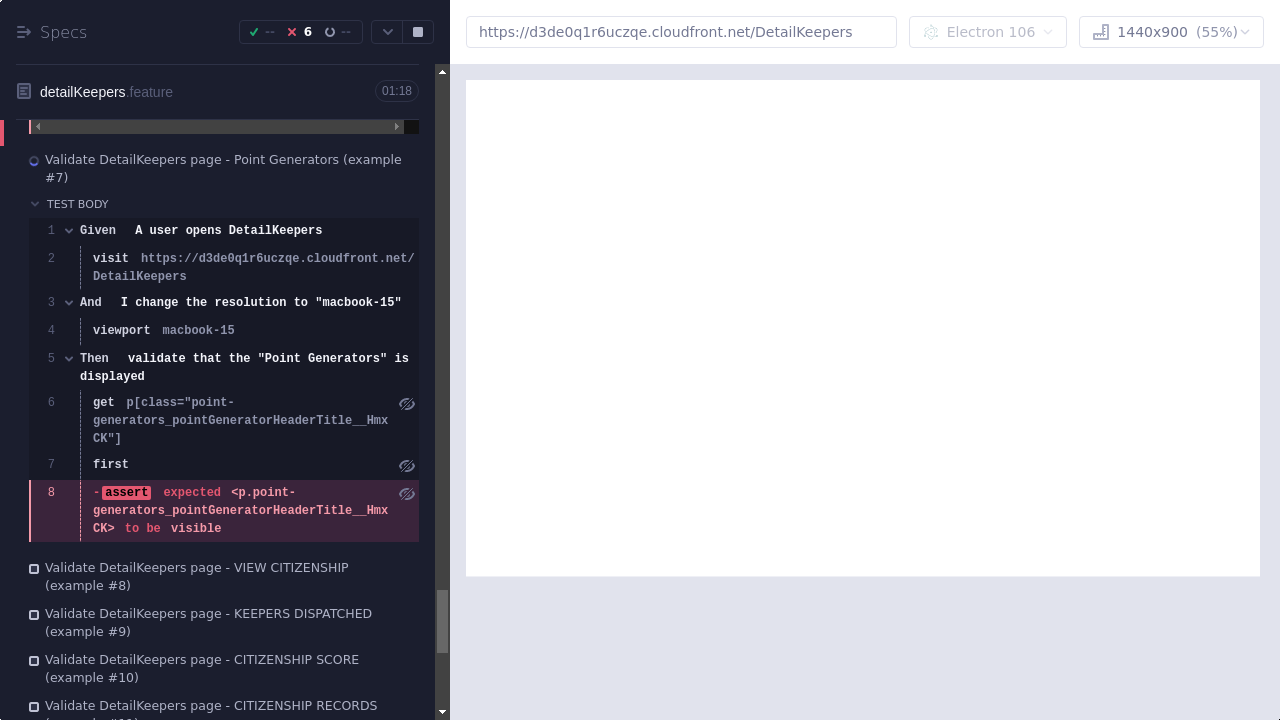 Specs
-- 6 --
https://d3de0q1r6uczqe.cloudfront.net/DetailKeepers
Electron 106
1440x900 (55%)
detailKeepers.feature
01:18
Validate DetailKeepers page - Point Generators (example
#7)
TEST BODY
1 Given A user opens DetailKeepers
2 visit https://d3de0q1r6uczqe.cloudfront.net/
DetailKeepers
3 And I change the resolution to "macbook-15"
4 viewport macbook-15
5 Then validate that the "Point Generators" is
displayed
6 get p[class="point-
generators_pointGeneratorHeaderTitle__Hmx
CK"]
7 first
8 -assert expected <p.point-
generators_pointGeneratorHeaderTitle__Hmx
CK> to be visible
Validate DetailKeepers page - VIEW CITIZENSHIP
(example #8)
Validate DetailKeepers page - KEEPERS DISPATCHED
(example #9)
Validate DetailKeepers page - CITIZENSHIP SCORE
(example #10)
Validate DetailKeepers page - CITIZENSHIP RECORDS